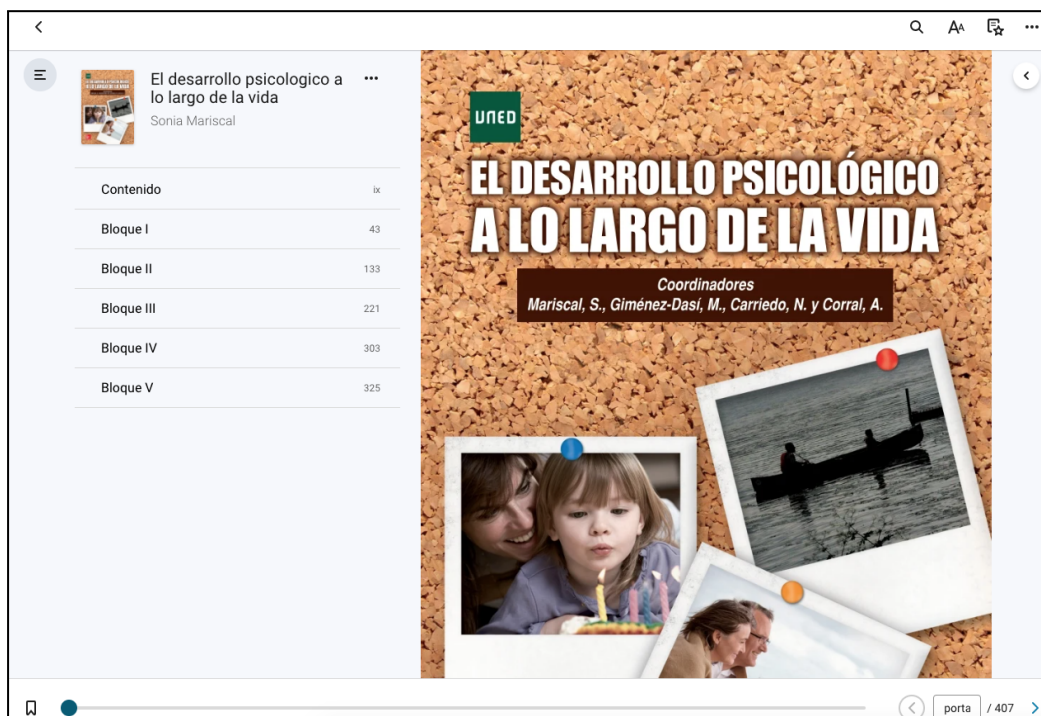 El desarrollo psicologico a
lo largo de la vida
Sonia Mariscal
Contenido ix
Bloque I 43
Bloque II 133
Bloque III 221
Bloque IV 303
Bloque V 325
UNED
EL DESARROLLO PSICOLÓGICO
A LO LARGO DE LA VIDA
Coordinadores
Mariscal, S., Giménez-Dasí, M., Carriedo, N. y Corral, A.
porta / 407